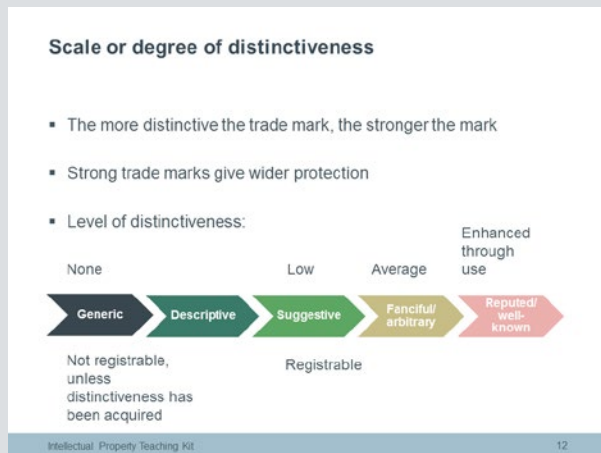 Scale or degree of distinctiveness
▪ The more distinctive the trade mark, the stronger the mark
▪ Strong trade marks give wider protection
▪ Level of distinctiveness:
None
Low
Average
Enhanced
through
use
Generic
Descriptive
Suggestive
Fanciful/
arbitrary
Reputed/
well-
known
Not registrable,
unless
distinctiveness has
been acquired
Registrable
Intellectual Property Teaching Kit
12